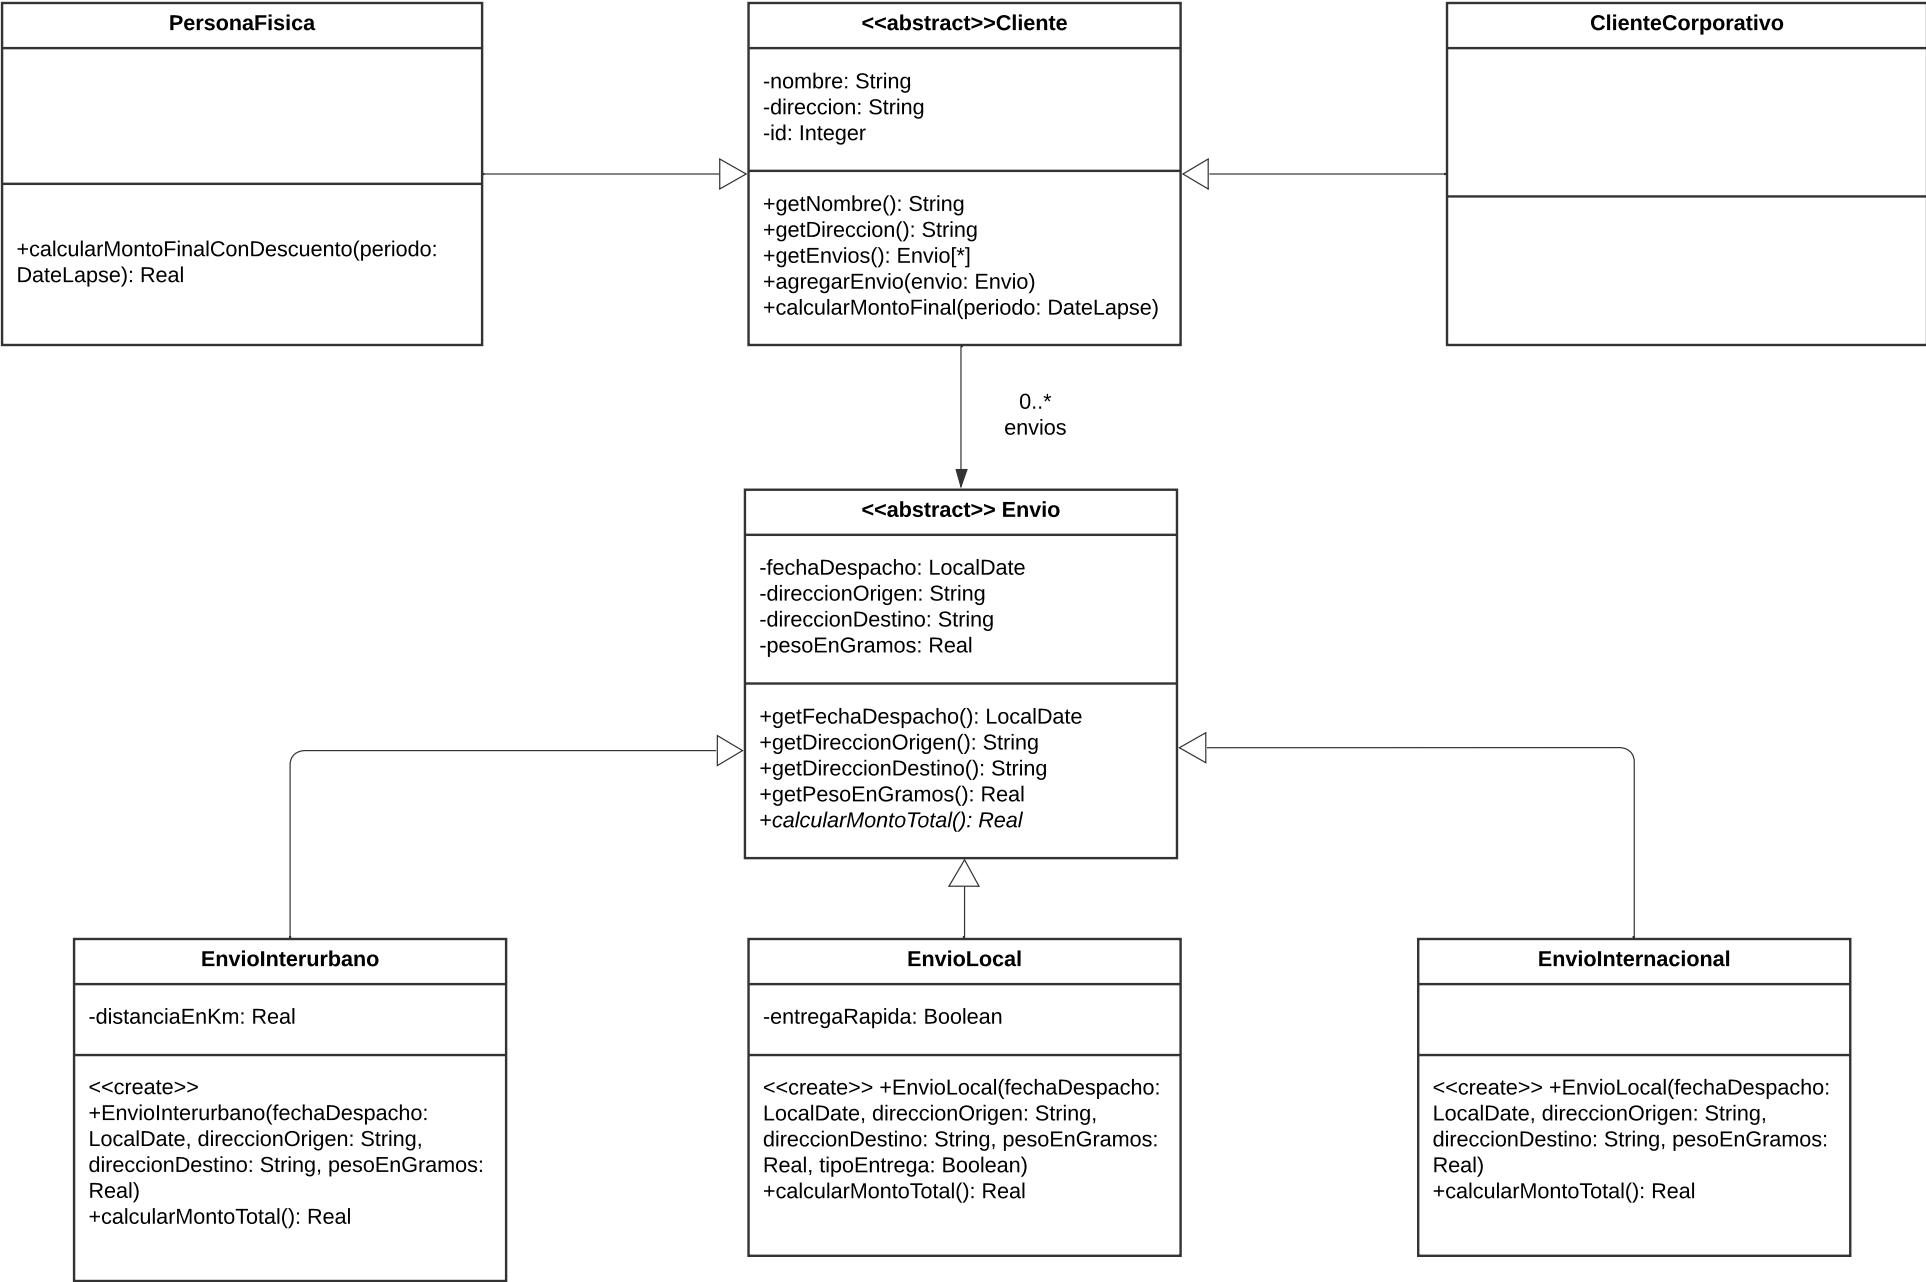 PersonaFisica
+calcularMontoFinalConDescuento(periodo:
DateLapse): Real
<<abstract>>Cliente
-nombre: String
-direccion: String
-id: Integer
+getNombre(): String
+getDireccion(): String
+getEnvios(): Envio[*]
+agregarEnvio(envio: Envio)
+calcularMontoFinal(periodo: DateLapse)
ClienteCorporativo
0..*
envios
<<abstract>> Envio
-fechaDespacho: LocalDate
-direccionOrigen: String
-direccionDestino: String
-pesoEnGramos: Real
+getFechaDespacho(): LocalDate
+getDireccionOrigen(): String
+getDireccionDestino(): String
+getPesoEnGramos(): Real
+calcularMontoTotal(): Real
EnvioInterurbano
-distanciaEnKm: Real
<<create>>
+EnvioInterurbano(fechaDespacho:
LocalDate, direccionOrigen: String,
direccionDestino: String, pesoEnGramos:
Real)
+calcularMontoTotal(): Real
EnvioLocal
-entregaRapida: Boolean
<<create>> +EnvioLocal(fechaDespacho:
LocalDate, direccionOrigen: String,
direccionDestino: String, pesoEnGramos:
Real, tipoEntrega: Boolean)
+calcularMontoTotal(): Real
EnvioInternacional
<<create>> +EnvioLocal(fechaDespacho:
LocalDate, direccionOrigen: String,
direccionDestino: String, pesoEnGramos:
Real)
+calcularMontoTotal(): Real